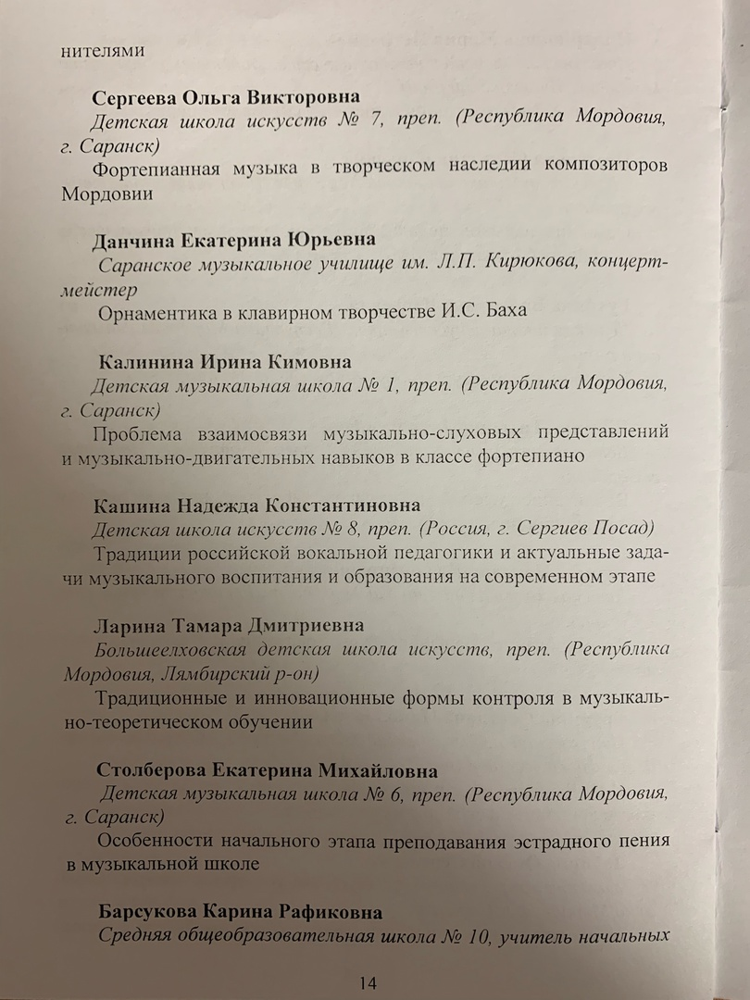 нителями
Сергеева Ольга Викторовна
Детская школа искусств № 7, преп. (Республика Мордовия,
г. Саранск)
Фортепианная музыка в творческом наследии композиторов
Мордовии
Данчина Екатерина Юрьевна
Саранское музыкальное училище им. Л.П. Кирюкова, концерт-
мейстер
Орнаментика в клавирном творчестве И.С. Баха
Калинина Ирина Кимовна
Детская музыкальная школа № 1, преп. (Республика Мордовия,
г. Саранск)
Проблема взаимосвязи музыкально-слуховых представлений
и музыкально-двигательных навыков в классе фортепиано
Кашина Надежда Константиновна
Детская школа искусств № 8, преп. (Россия, г. Сергиев Посад)
Традиции российской вокальной педагогики и актуальные зада-
чи музыкального воспитания и образования на современном этапе
Ларина Тамара Дмитриевна
Большеелховская детская школа искусств, преп. (Республика
Мордовия, Лямбирский р-он)
Традиционные и инновационные формы контроля в музыкаль-
но-теоретическом обучении
Столберова Екатерина Михайловна
Детская музыкальная школа № 6, преп. (Республика Мордовия,
г. Саранск)
Особенности начального этапа преподавания эстрадного пения
в музыкальной школе
Барсукова Карина Рафиковна
Средняя общеобразовательная школа № 10, учитель начальных
14